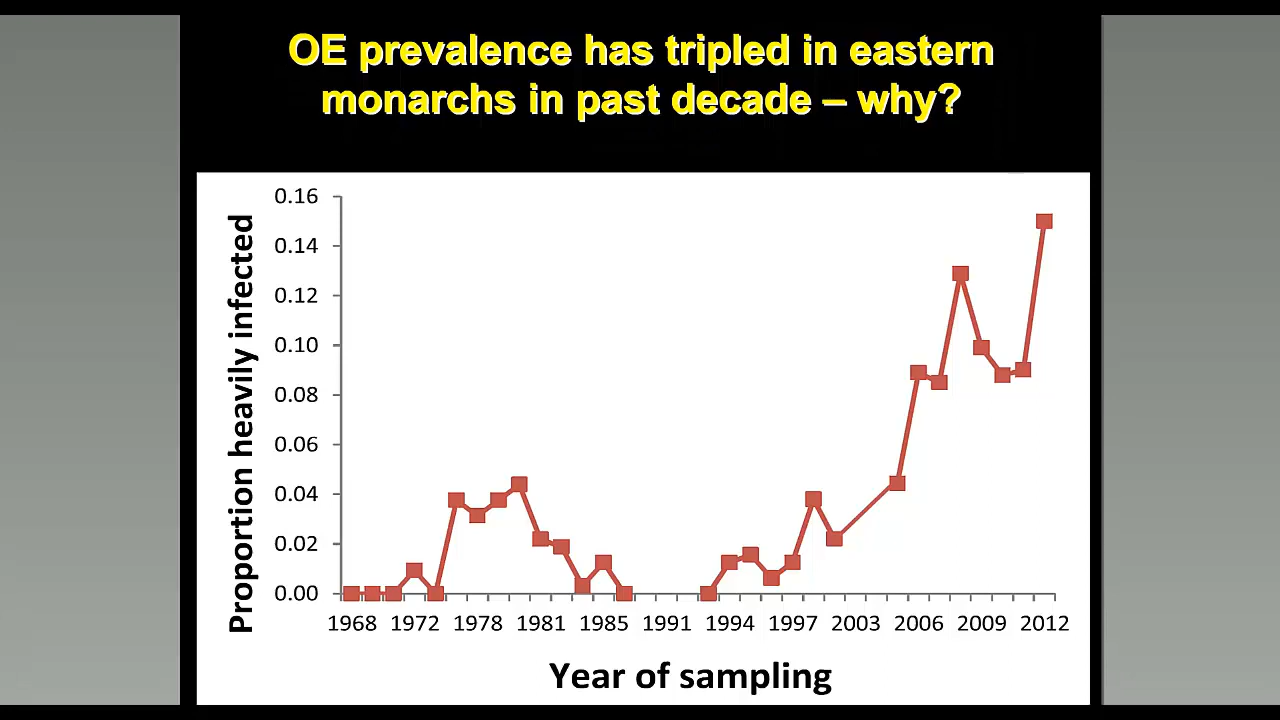 OE prevalence has tripled in eastern
monarchs in past decade – why?
Proportion heavily infected
0.16
0.14
0.12
0.10
0.08
0.06
0.04
0.02
0.00
1968 1972 1978 1981 1985 1991 1994 1997 2003 2006 2009 2012
Year of sampling